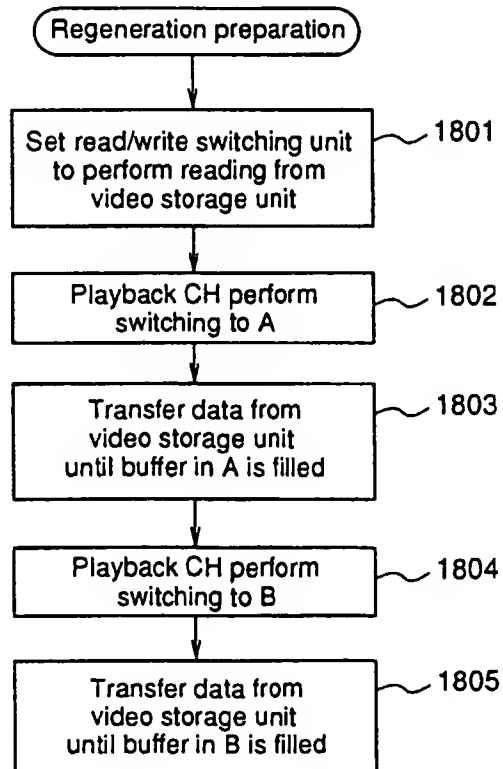 Regeneration preparation
Set read/write switching unit
to perform reading from
video storage unit
1801
Playback CH perform
switching to A
1802
Transfer data from
video storage unit
until buffer in A is filled
1803
Playback CH perform
switching to B
1804
Transfer data from
video storage unit
until buffer in B is filled
1805